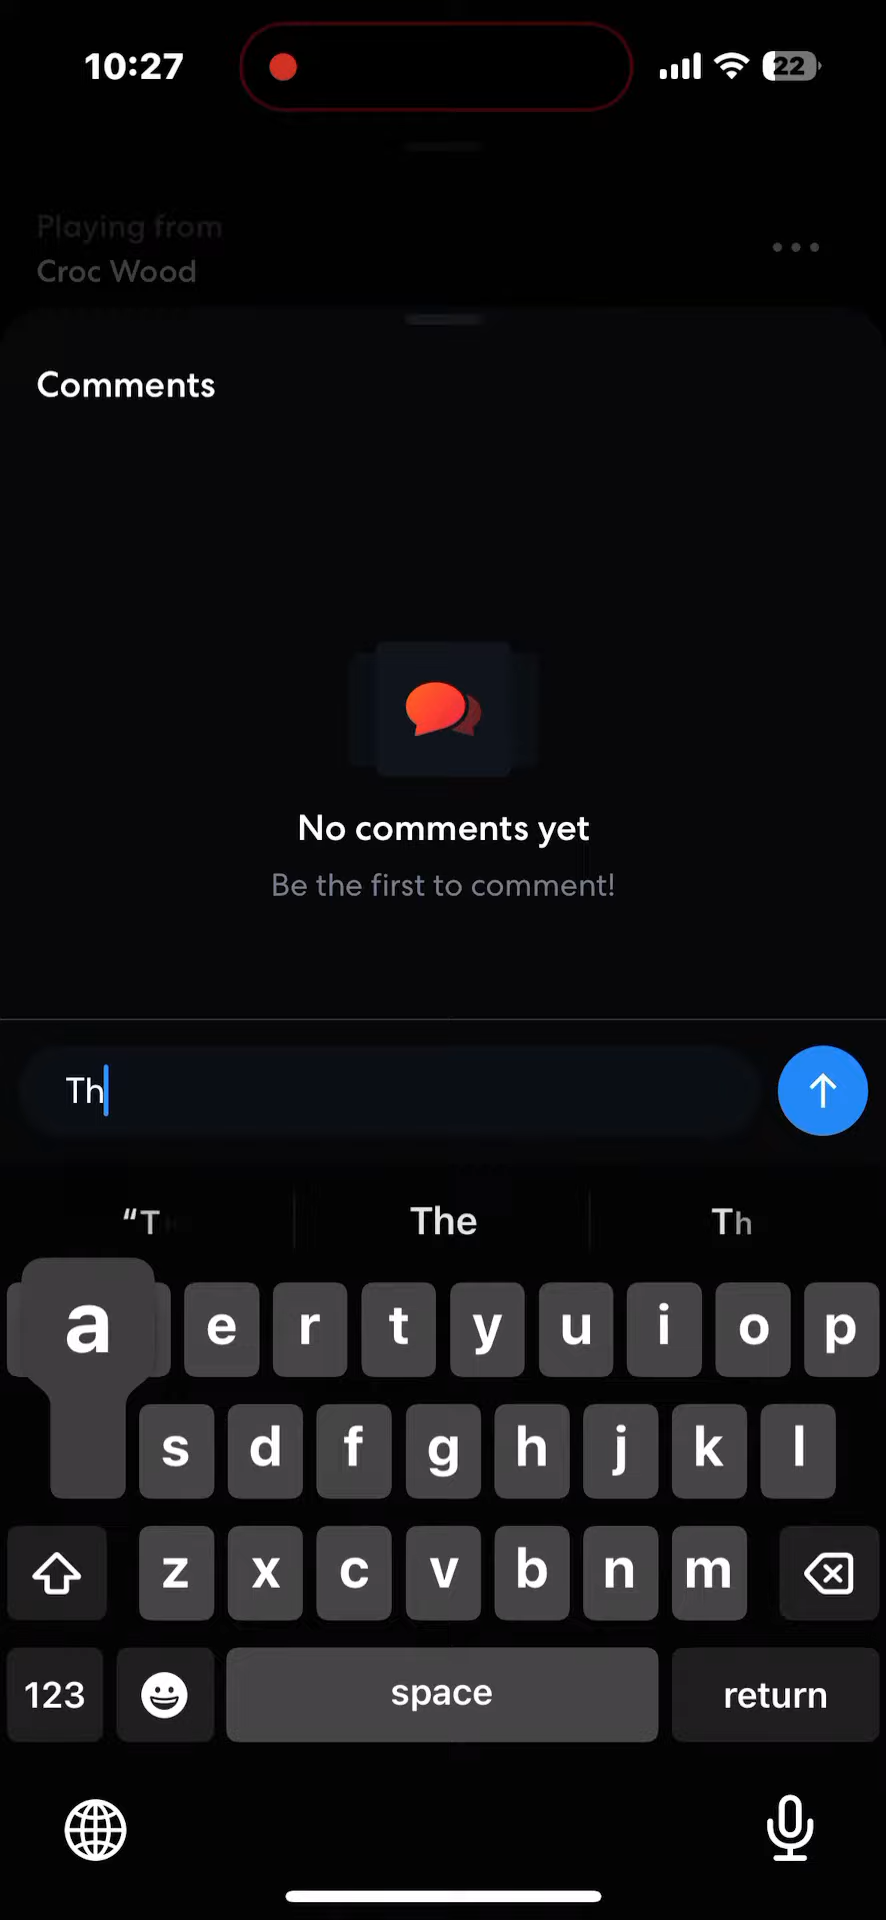 10:27
22
Playing from
Croc Wood
Comments
No comments yet
Be the first to comment!
Th
“T The Th
a e r t y u i o p
s d f g h j k l
z x c v b n m
123 space return